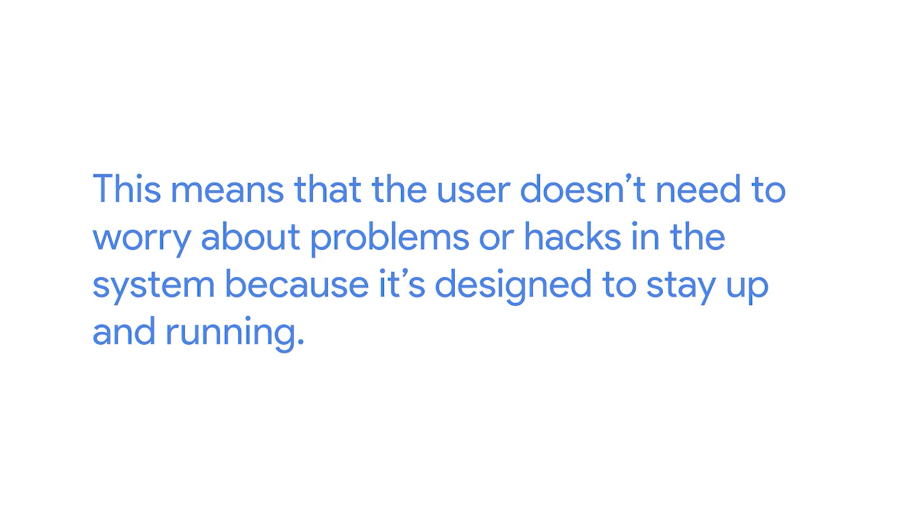 This means that the user doesn’t need to
worry about problems or hacks in the
system because it’s designed to stay up
and running.